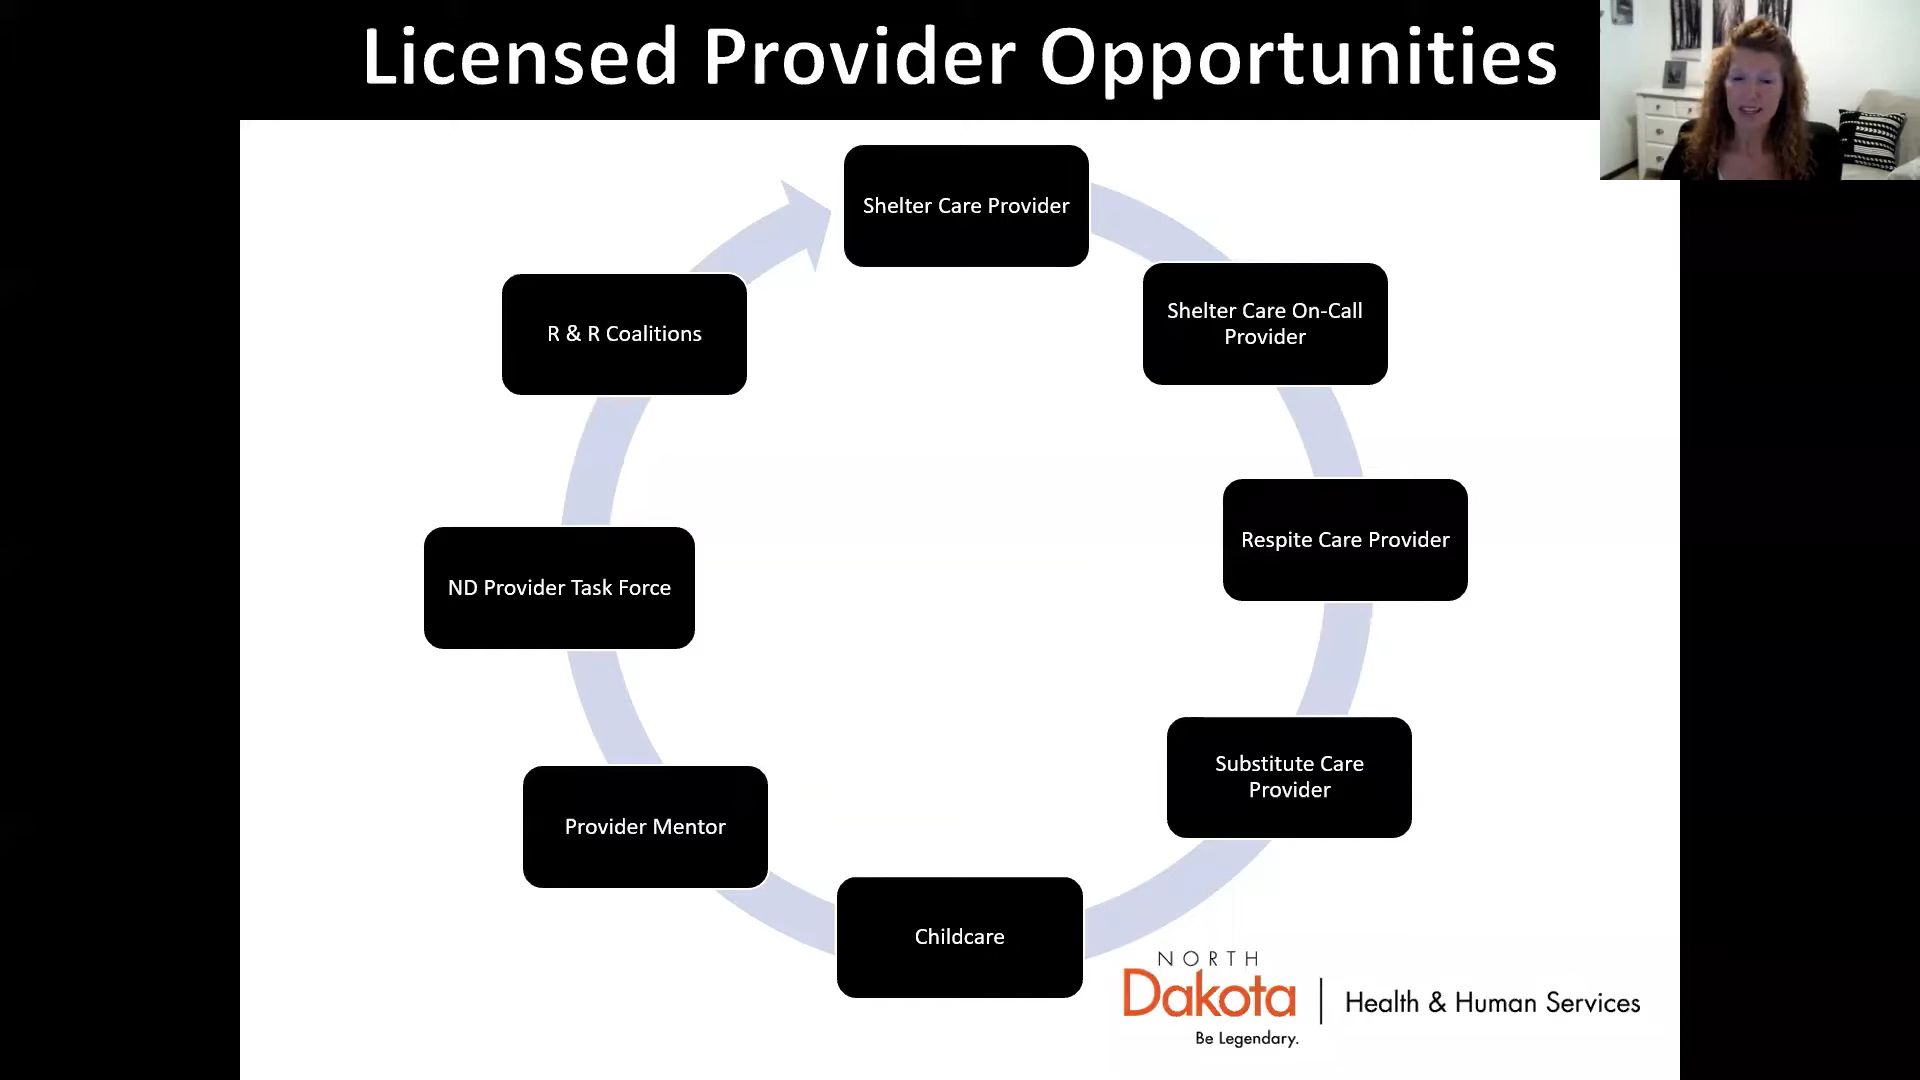 Licensed Provider Opportunities
Shelter Care Provider
Shelter Care On-Call
Provider
Respite Care Provider
Substitute Care
Provider
Childcare
Provider Mentor
ND Provider Task Force
R & R Coalitions
NORTH
Dakota
Be Legendary.
Health & Human Services